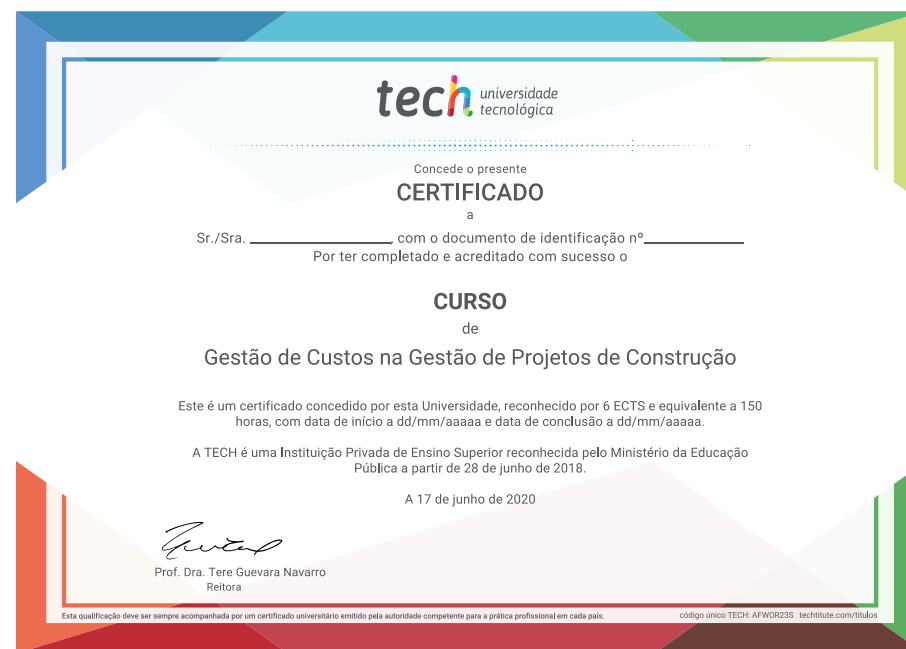 tech universidade
tecnológica
Concede o presente
CERTIFICADO
a
Sr./Sra. ____________________, com o documento de identificação nº______________
Por ter completado e acreditado com sucesso o
CURSO
de
Gestão de Custos na Gestão de Projetos de Construção
Este é um certificado concedido por esta Universidade, reconhecido por 6 ECTS e equivalente a 150
horas, com data de início a dd/mm/aaaaa e data de conclusão a dd/mm/aaaaa.
A TECH é uma Instituição Privada de Ensino Superior reconhecida pelo Ministério da Educação
Pública a partir de 28 de junho de 2018.
A 17 de junho de 2020
Prof. Dra. Tere Guevara Navarro
Reitora
Esta qualificação deve ser sempre acompanhada por um certificado universitário emitido pela autoridade competente para a prática profissional em cada país. código único TECH: AFWOR23S techtitute.com/titulos